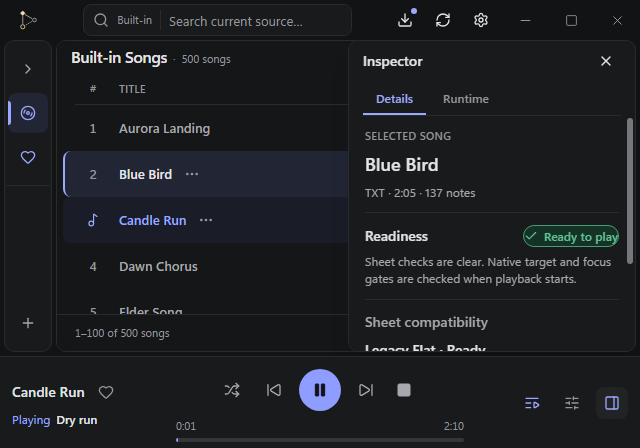 Built-in Search current source...
Built-in Songs · 500 songs
# TITLE
1 Aurora Landing
2 Blue Bird ···
Candle Run ···
4 Dawn Chorus
5 Elder Song
1–100 of 500 songs
Inspector
Details Runtime
SELECTED SONG
Blue Bird
TXT · 2:05 · 137 notes
Readiness Ready to play
Sheet checks are clear. Native target and focus
gates are checked when playback starts.
Sheet compatibility
Legacy Flat · Ready
Candle Run
Playing Dry run
0:01 2:10